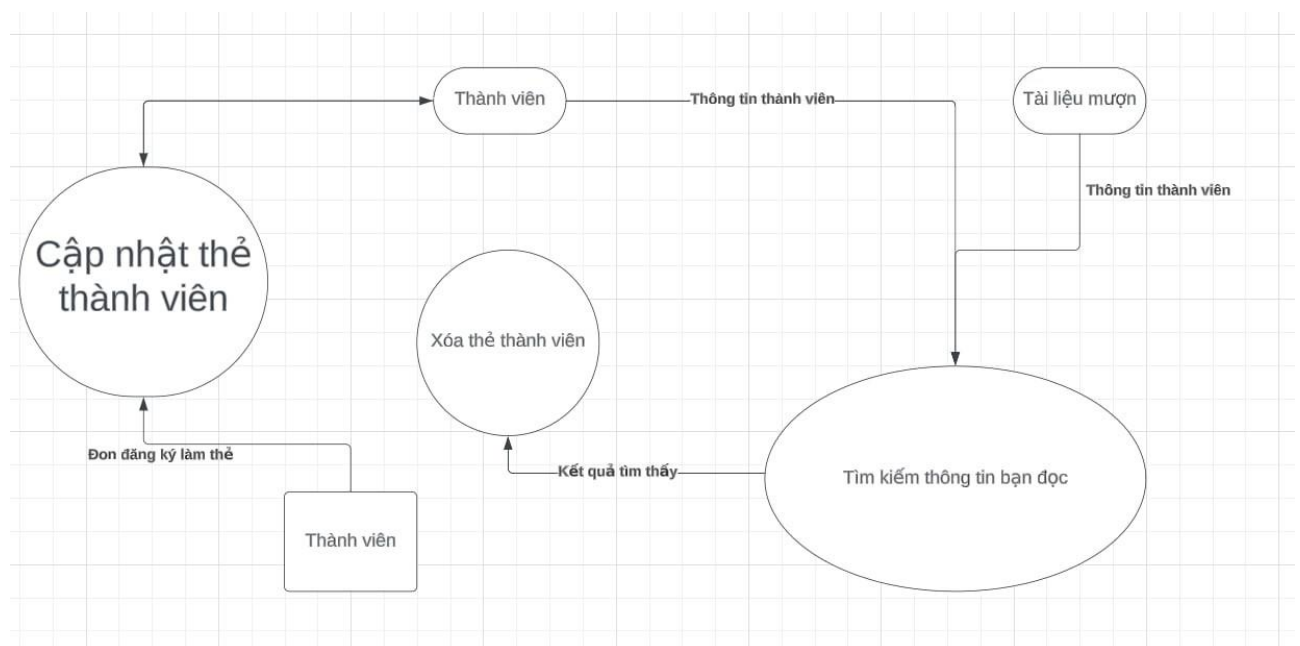 Thành viên
Thông tin thành viên
Tài liệu mượn
Thông tin thành viên
Cập nhật thẻ
thành viên
Xóa thẻ thành viên
Đon đăng ký làm thẻ
Kết quả tìm thấy
Tìm kiếm thông tin bạn đọc
Thành viên